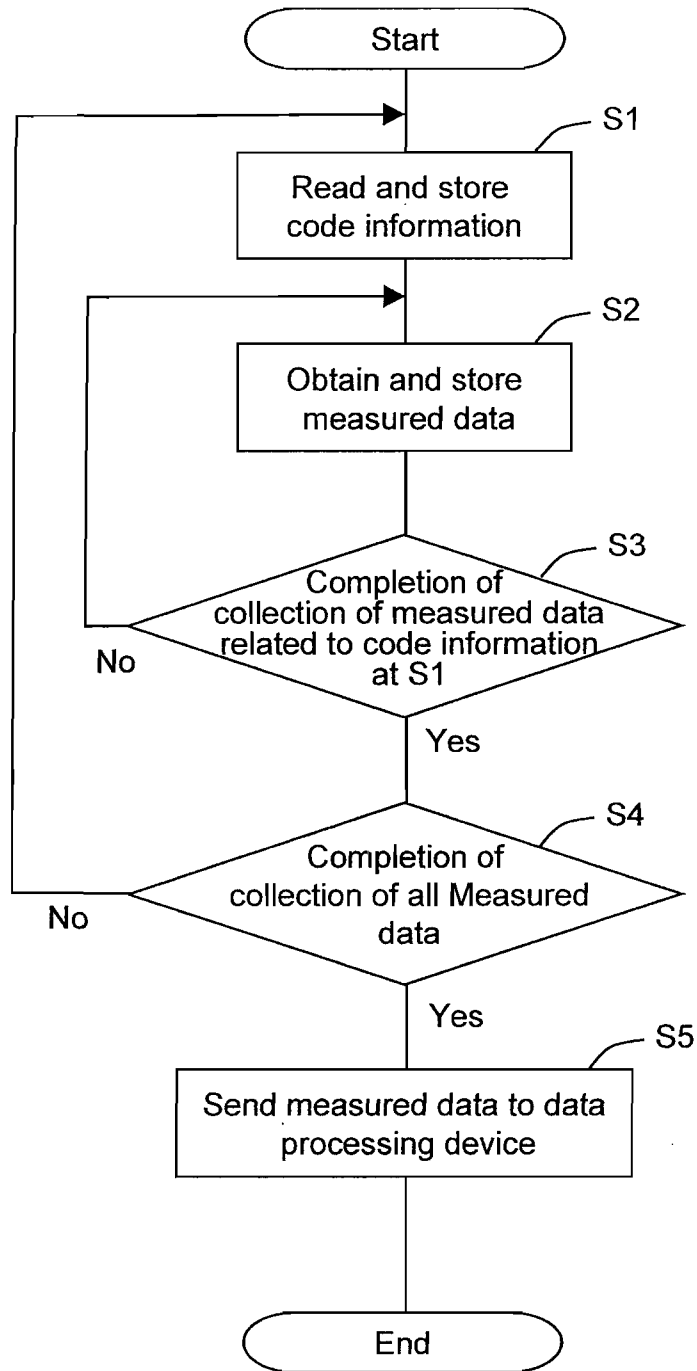 Start
S1
Read and store
code information
S2
Obtain and store
measured data
S3
Completion of
collection of measured data
related to code information
at S1
No
Yes
S4
Completion of
collection of all Measured
data
No
Yes
S5
Send measured data to data
processing device
End